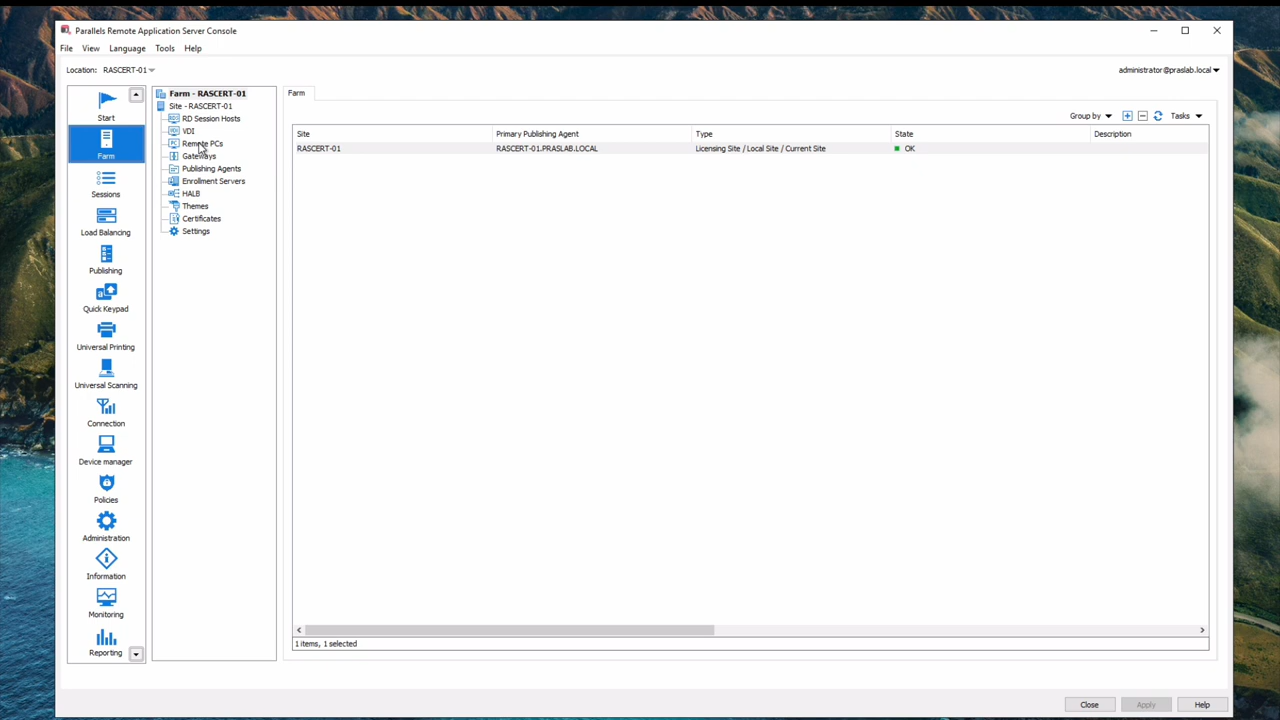 Parallels Remote Application Server Console
File View Language Tools Help
Location: RASCERT-01
administrator@praslab.local
Start
Farm
Sessions
Load Balancing
Publishing
Quick Keypad
Universal Printing
Universal Scanning
Connection
Device manager
Policies
Administration
Information
Monitoring
Reporting
Farm - RASCERT-01
Site - RASCERT-01
RD Session Hosts
VDI
Remote PCs
Gateways
Publishing Agents
Enrollment Servers
HALB
Themes
Certificates
Settings
Farm
Group by Tasks
Site Primary Publishing Agent Type State Description
RASCERT-01 RASCERT-01.PRASLAB.LOCAL Licensing Site / Local Site / Current Site OK
1 items, 1 selected
Close Apply Help